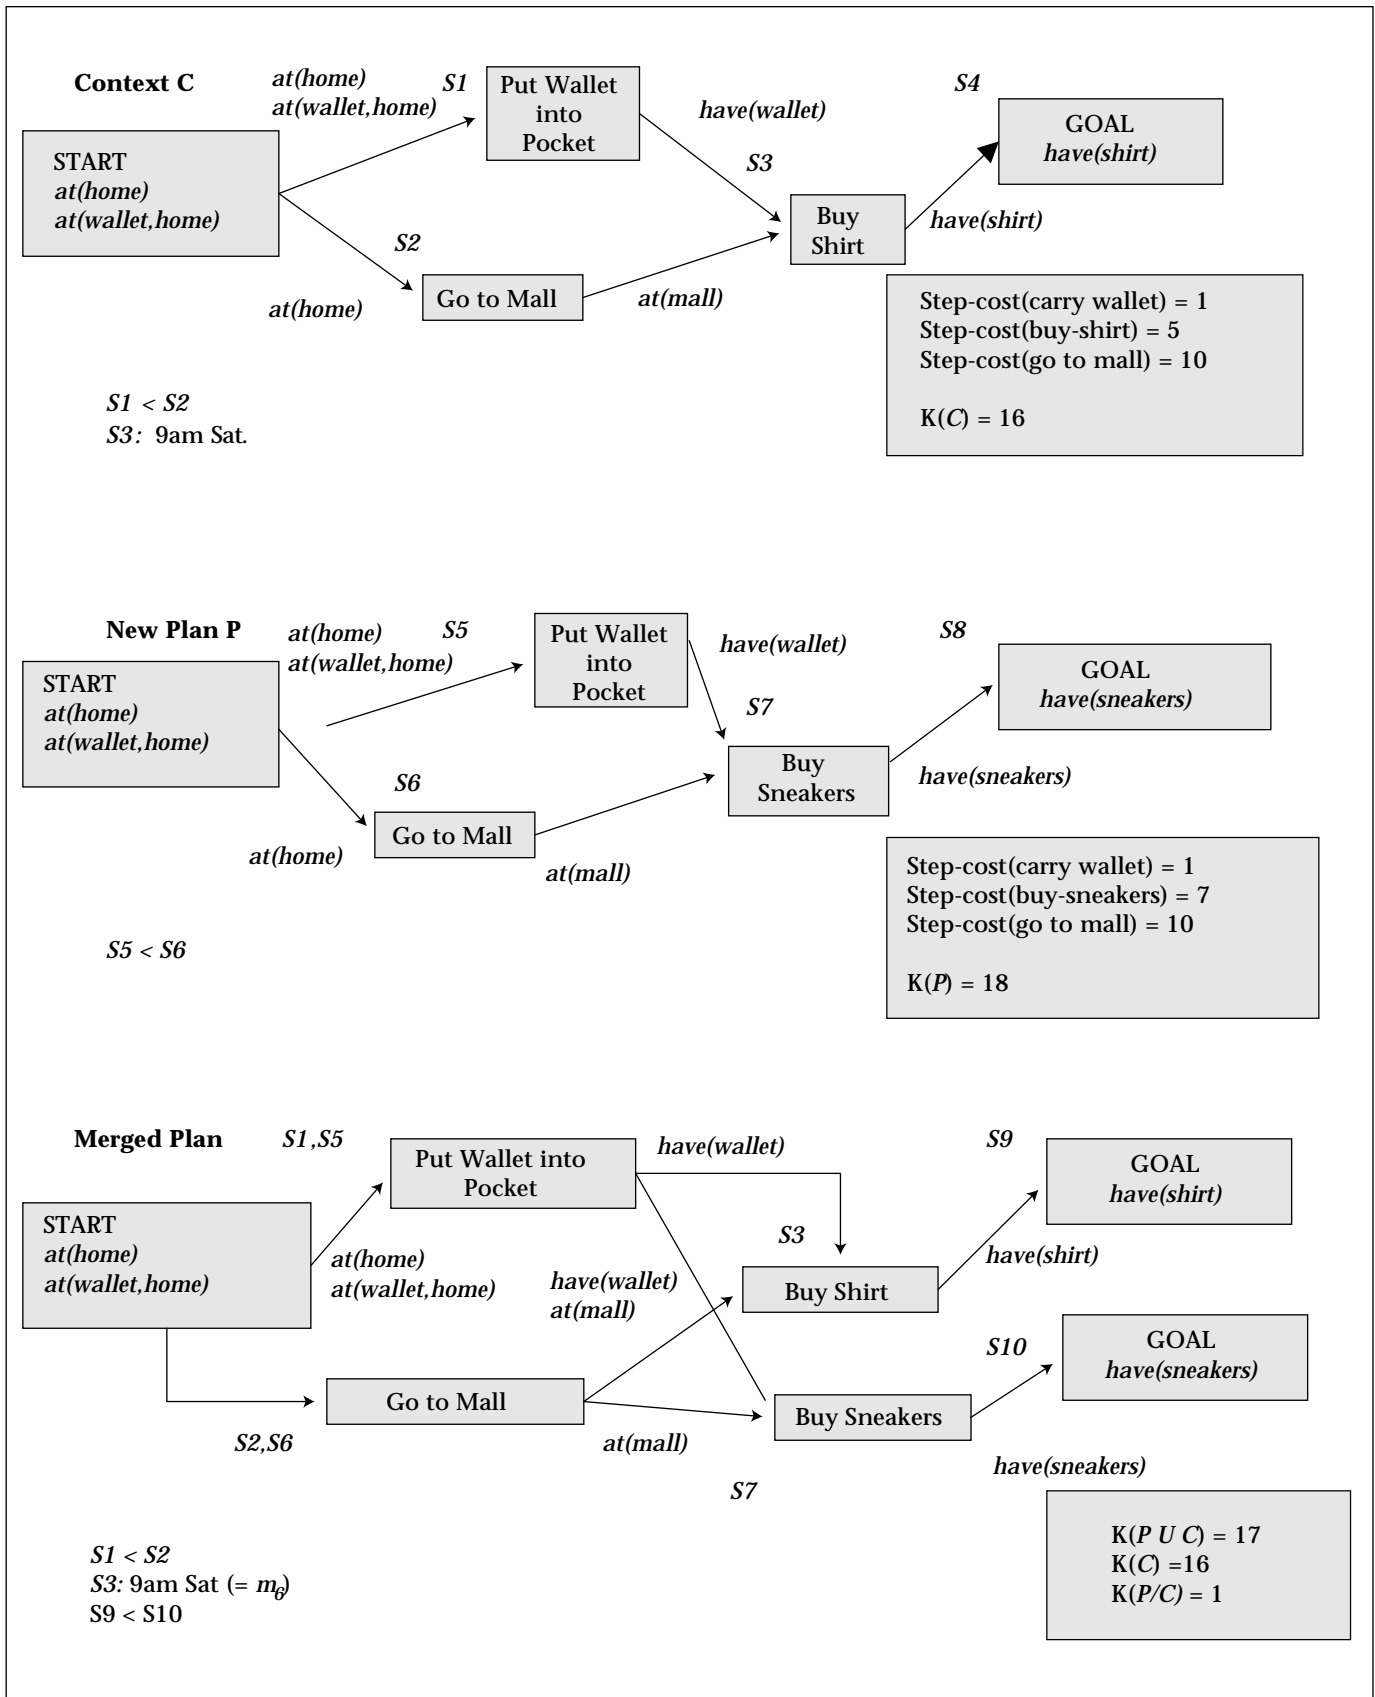 Context C
at(home)
at(wallet,home)
S1
Put Wallet
into
Pocket
have(wallet)
S4
GOAL
have(shirt)
START
at(home)
at(wallet,home)
S3
Buy
Shirt
have(shirt)
S2
at(home)
Go to Mall
at(mall)
Step-cost(carry wallet) = 1
Step-cost(buy-shirt) = 5
Step-cost(go to mall) = 10
K(C) = 16
S1 < S2
S3: 9am Sat.
New Plan P
at(home)
at(wallet,home)
S5
Put Wallet
into
Pocket
have(wallet)
S8
GOAL
have(sneakers)
START
at(home)
at(wallet,home)
S7
Buy
Sneakers
have(sneakers)
S6
at(home)
Go to Mall
at(mall)
Step-cost(carry wallet) = 1
Step-cost(buy-sneakers) = 7
Step-cost(go to mall) = 10
K(P) = 18
S5 < S6
Merged Plan
S1,S5
Put Wallet into
Pocket
have(wallet)
S9
GOAL
have(shirt)
START
at(home)
at(wallet,home)
at(home)
at(wallet,home)
S3
have(shirt)
have(wallet)
at(mall)
Buy Shirt
S10
GOAL
have(sneakers)
Go to Mall
S2,S6
at(mall)
Buy Sneakers
S7
have(sneakers)
K(P U C) = 17
K(C) =16
K(P/C) = 1
S1 < S2
S3: 9am Sat (= m6)
S9 < S10